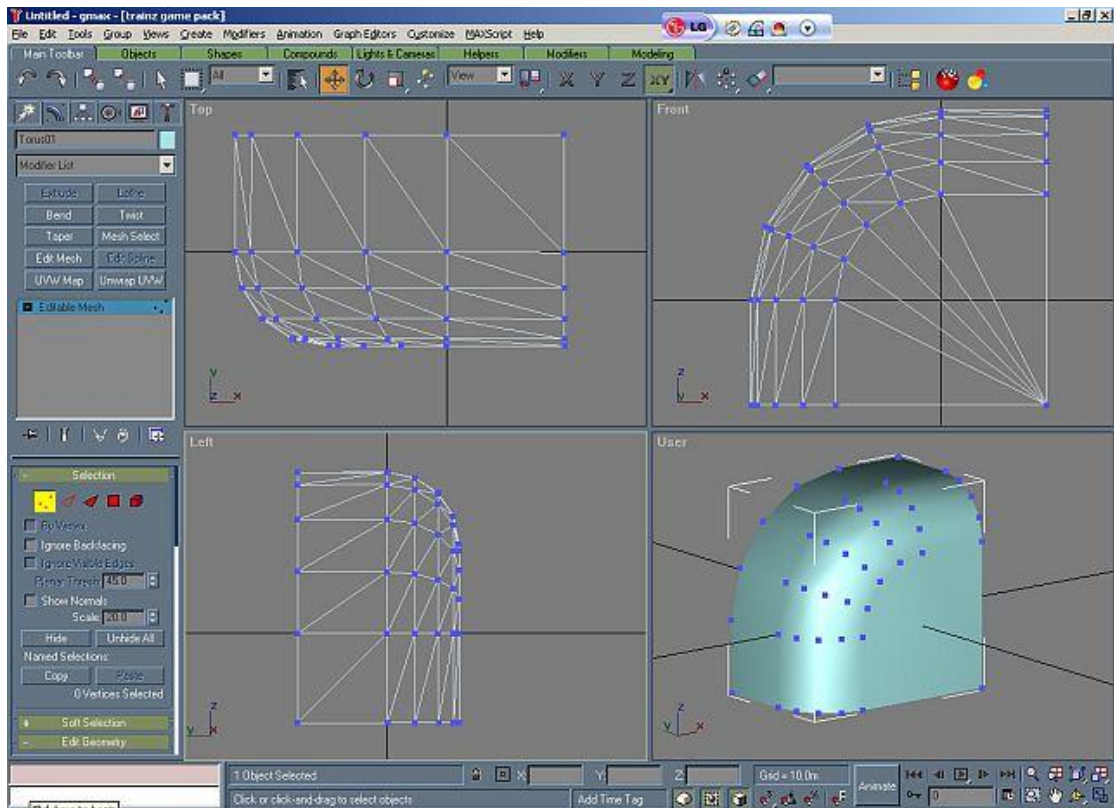 Untitled - gmax - [trainz game pack]
LG
File Edit Tools Group Views Create Modifiers Animation Graph Editors Customize MAXScript Help
Main Toolbar Objects Shapes Compounds Lights & Cameras Helpers Modifiers Modeling
All View X Y Z XY
Torus01
Modifier List
Extrude Lathe
Bend Twist
Taper Mesh Select
Edit Mesh Edit Spline
UVW Map Unwrap UVW
Editable Mesh
Selection
By Vertex
Ignore Backfacing
Ignore Visible Edges
Planar Thresh: 45.0
Show Normals
Scale: 20.0
Hide Unhide All
Named Selections:
Copy Paste
0 Vertices Selected
Soft Selection
Edit Geometry
Top
y
z x
Front
z
y x
Left
z
y x
User
z
y x
1 Object Selected X: Y: Z: Grid = 10.0m
Animate
Click or click-and-drag to select objects Add Time Tag
0